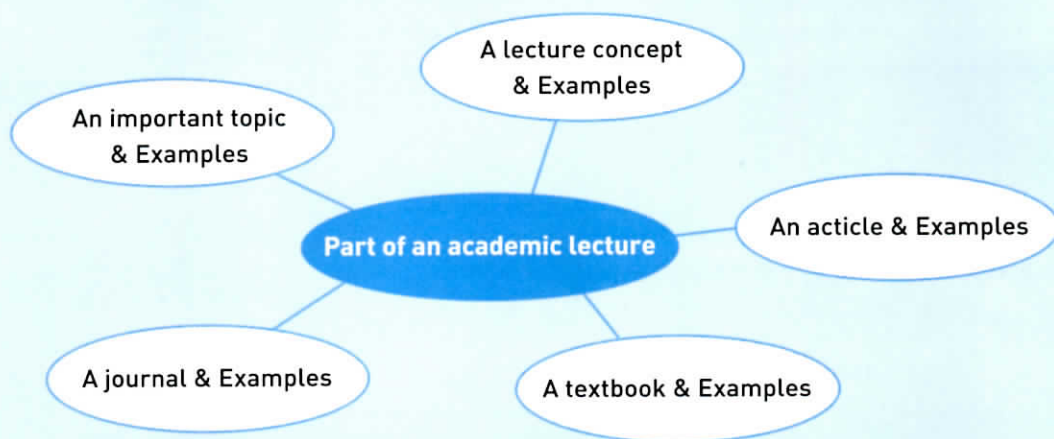 A lecture concept
& Examples
An important topic
& Examples
An acticle & Examples
Part of an academic lecture
A journal & Examples
A textbook & Examples